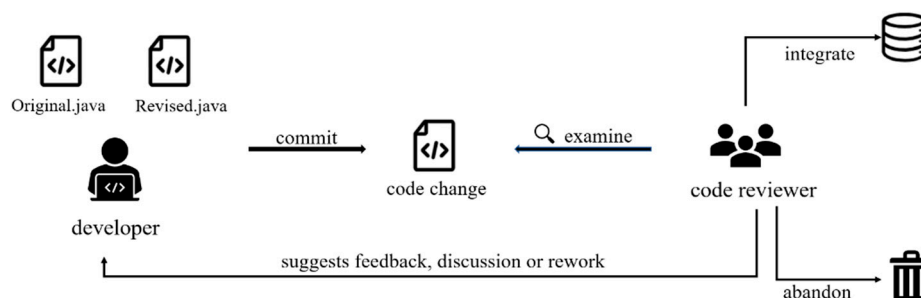 integrate
Original.java
Revised.java
commit
examine
code change
code reviewer
developer
suggests feedback, discussion or rework
abandon